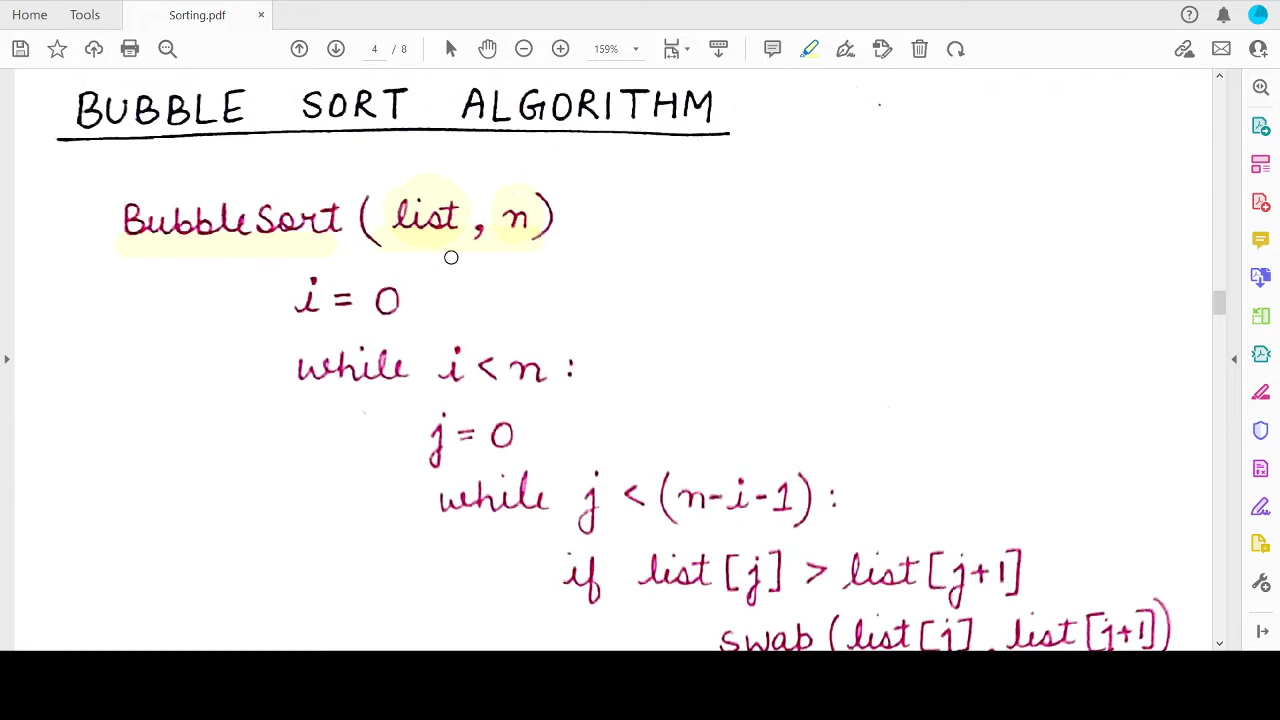 Home Tools Sorting.pdf ×
4 / 8 159%
BUBBLE SORT ALGORITHM
BubbleSort (list, n)
i = 0
while i < n :
j = 0
while j < (n-i-1) :
if list[j] > list[j+1]
swap (list[j], list[j+1])